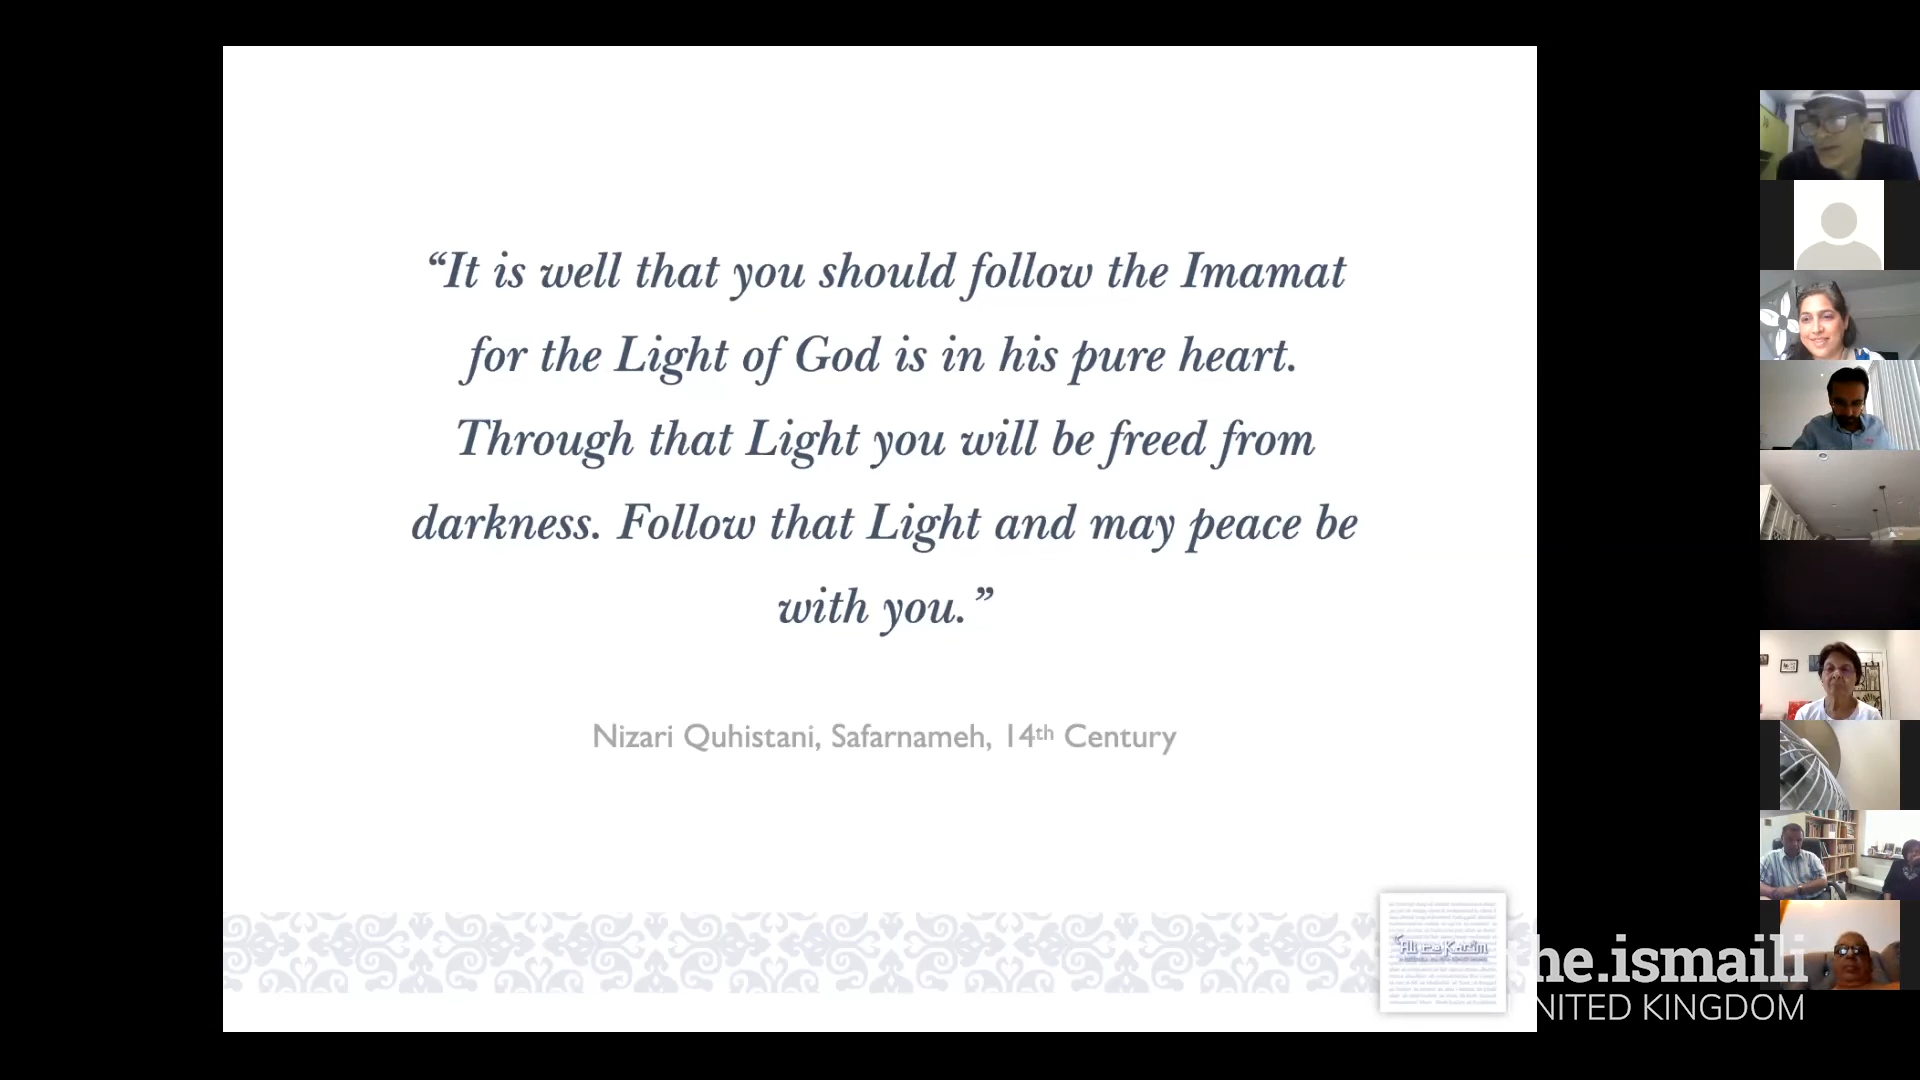 “It is well that you should follow the Imamat
for the Light of God is in his pure heart.
Through that Light you will be freed from
darkness. Follow that Light and may peace be
with you.”
Nizari Quhistani, Safarnameh, 14th Century
he.ismaili
NITED KINGDOM